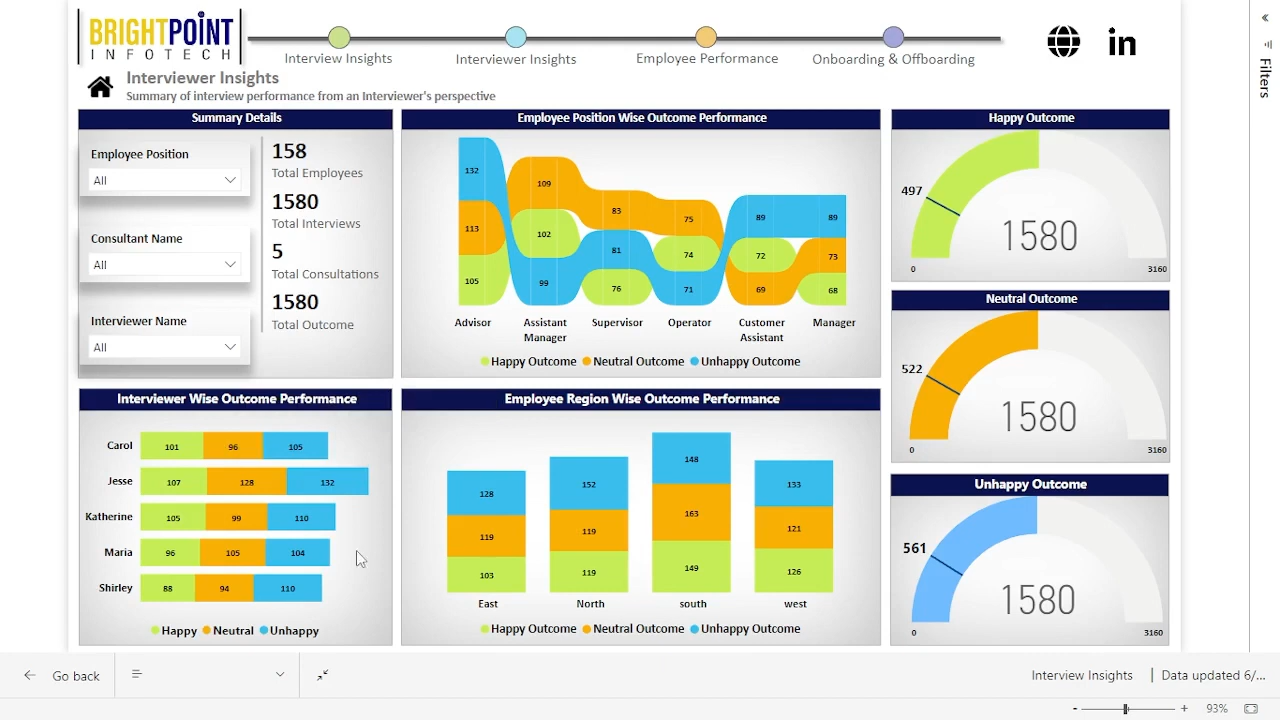 BRIGHTPOINT
INFOTECH
Interview Insights
Interviewer Insights
Employee Performance
Onboarding & Offboarding
in
Filters
Interviewer Insights
Summary of interview performance from an Interviewer's perspective
Summary Details
Employee Position
All
Consultant Name
All
Interviewer Name
All
158
Total Employees
1580
Total Interviews
5
Total Consultations
1580
Total Outcome
Employee Position Wise Outcome Performance
132 113 105
109 102 99
83 81 76
75 74 71
89 72 69
89 73 68
Advisor Assistant Manager Supervisor Operator Customer Assistant Manager
Happy Outcome Neutral Outcome Unhappy Outcome
Happy Outcome
497
1580
0 3160
Neutral Outcome
522
1580
0 3160
Unhappy Outcome
561
1580
0 3160
Interviewer Wise Outcome Performance
Carol 101 96 105
Jesse 107 128 132
Katherine 105 99 110
Maria 96 105 104
Shirley 88 94 110
Happy Neutral Unhappy
Employee Region Wise Outcome Performance
128 152 148 133
119 119 163 121
103 119 149 126
East North south west
Happy Outcome Neutral Outcome Unhappy Outcome
Go back
Interview Insights | Data updated 6/...
- + 93%